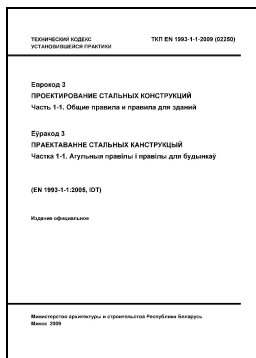 ТЕХНИЧЕСКИЙ КОДЕКС ТКП EN 1993-1-1-2009 (02250)
УСТАНОВИВШЕЙСЯ ПРАКТИКИ
Еврокод 3
ПРОЕКТИРОВАНИЕ СТАЛЬНЫХ КОНСТРУКЦИЙ
Часть 1-1. Общие правила и правила для зданий
Еўракод 3
ПРАЕКТАВАННЕ СТАЛЬНЫХ КАНСТРУКЦЫЙ
Частка 1-1. Агульныя правілы і правілы для будынкаў
(EN 1993-1-1:2005, IDT)
Издание официальное
Министерство архитектуры и строительства Республики Беларусь
Минск 2009